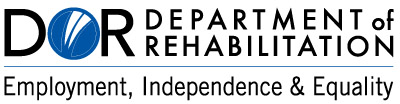 DOR DEPARTMENT of
REHABILITATION
Employment, Independence & Equality